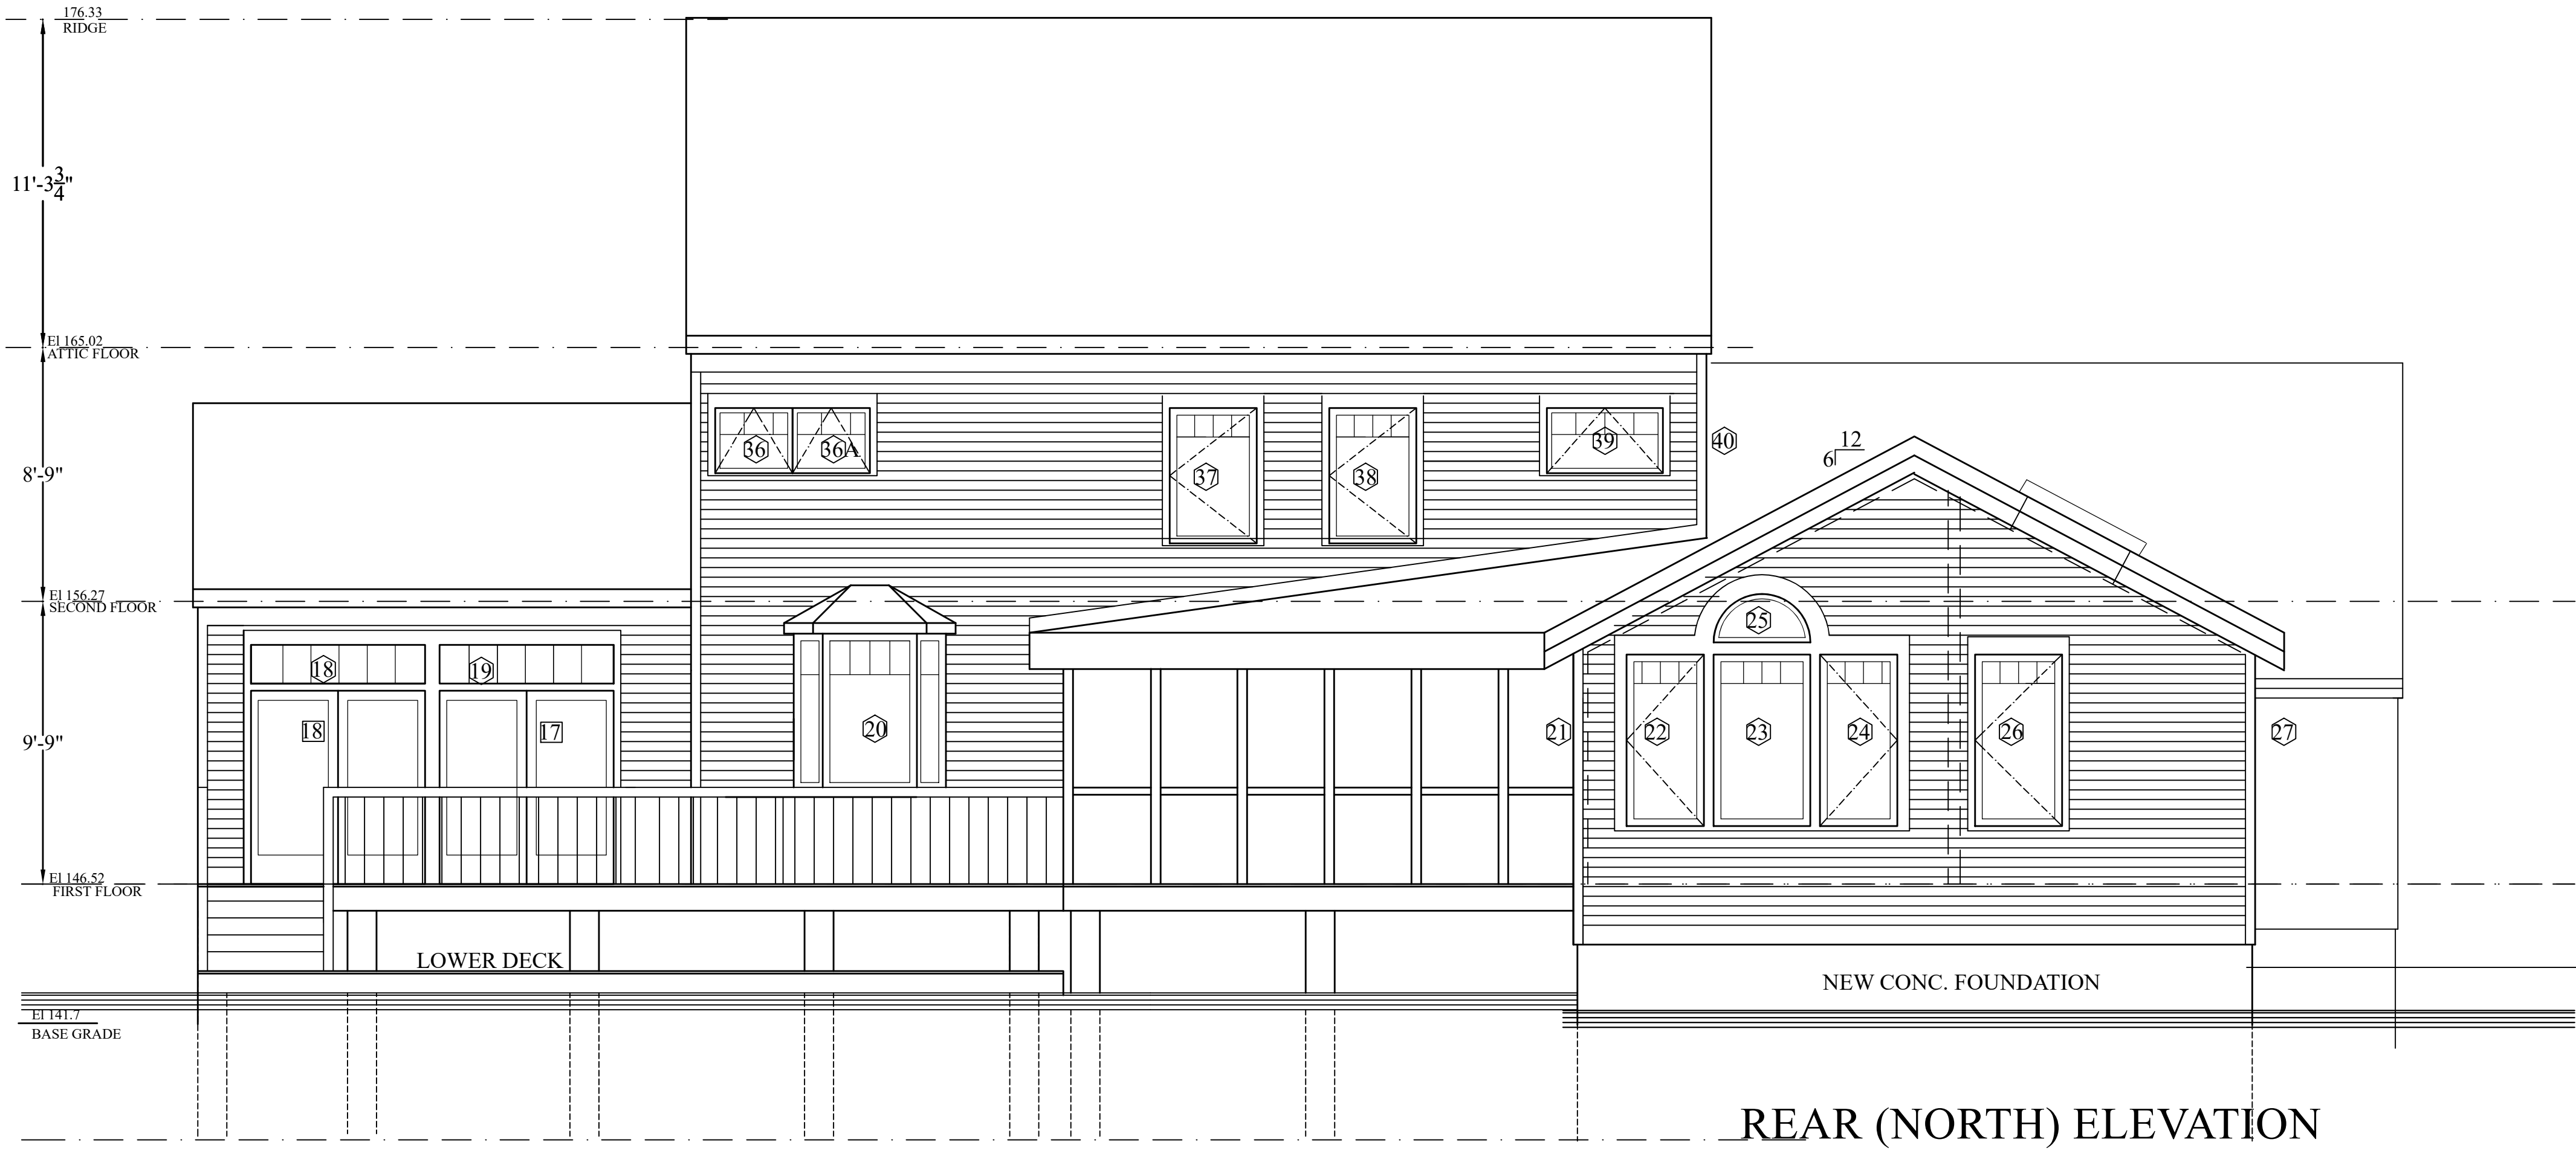 176.33
RIDGE
11'-3 3/4"
El 165.02
ATTIC FLOOR
36
36A
37
38
39
40
12
6
8'-9"
El 156.27
SECOND FLOOR
25
18
19
18
17
20
21
22
23
24
26
27
9'-9"
El 146.52
FIRST FLOOR
LOWER DECK
NEW CONC. FOUNDATION
El 141.7
BASE GRADE
REAR (NORTH) ELEVATION